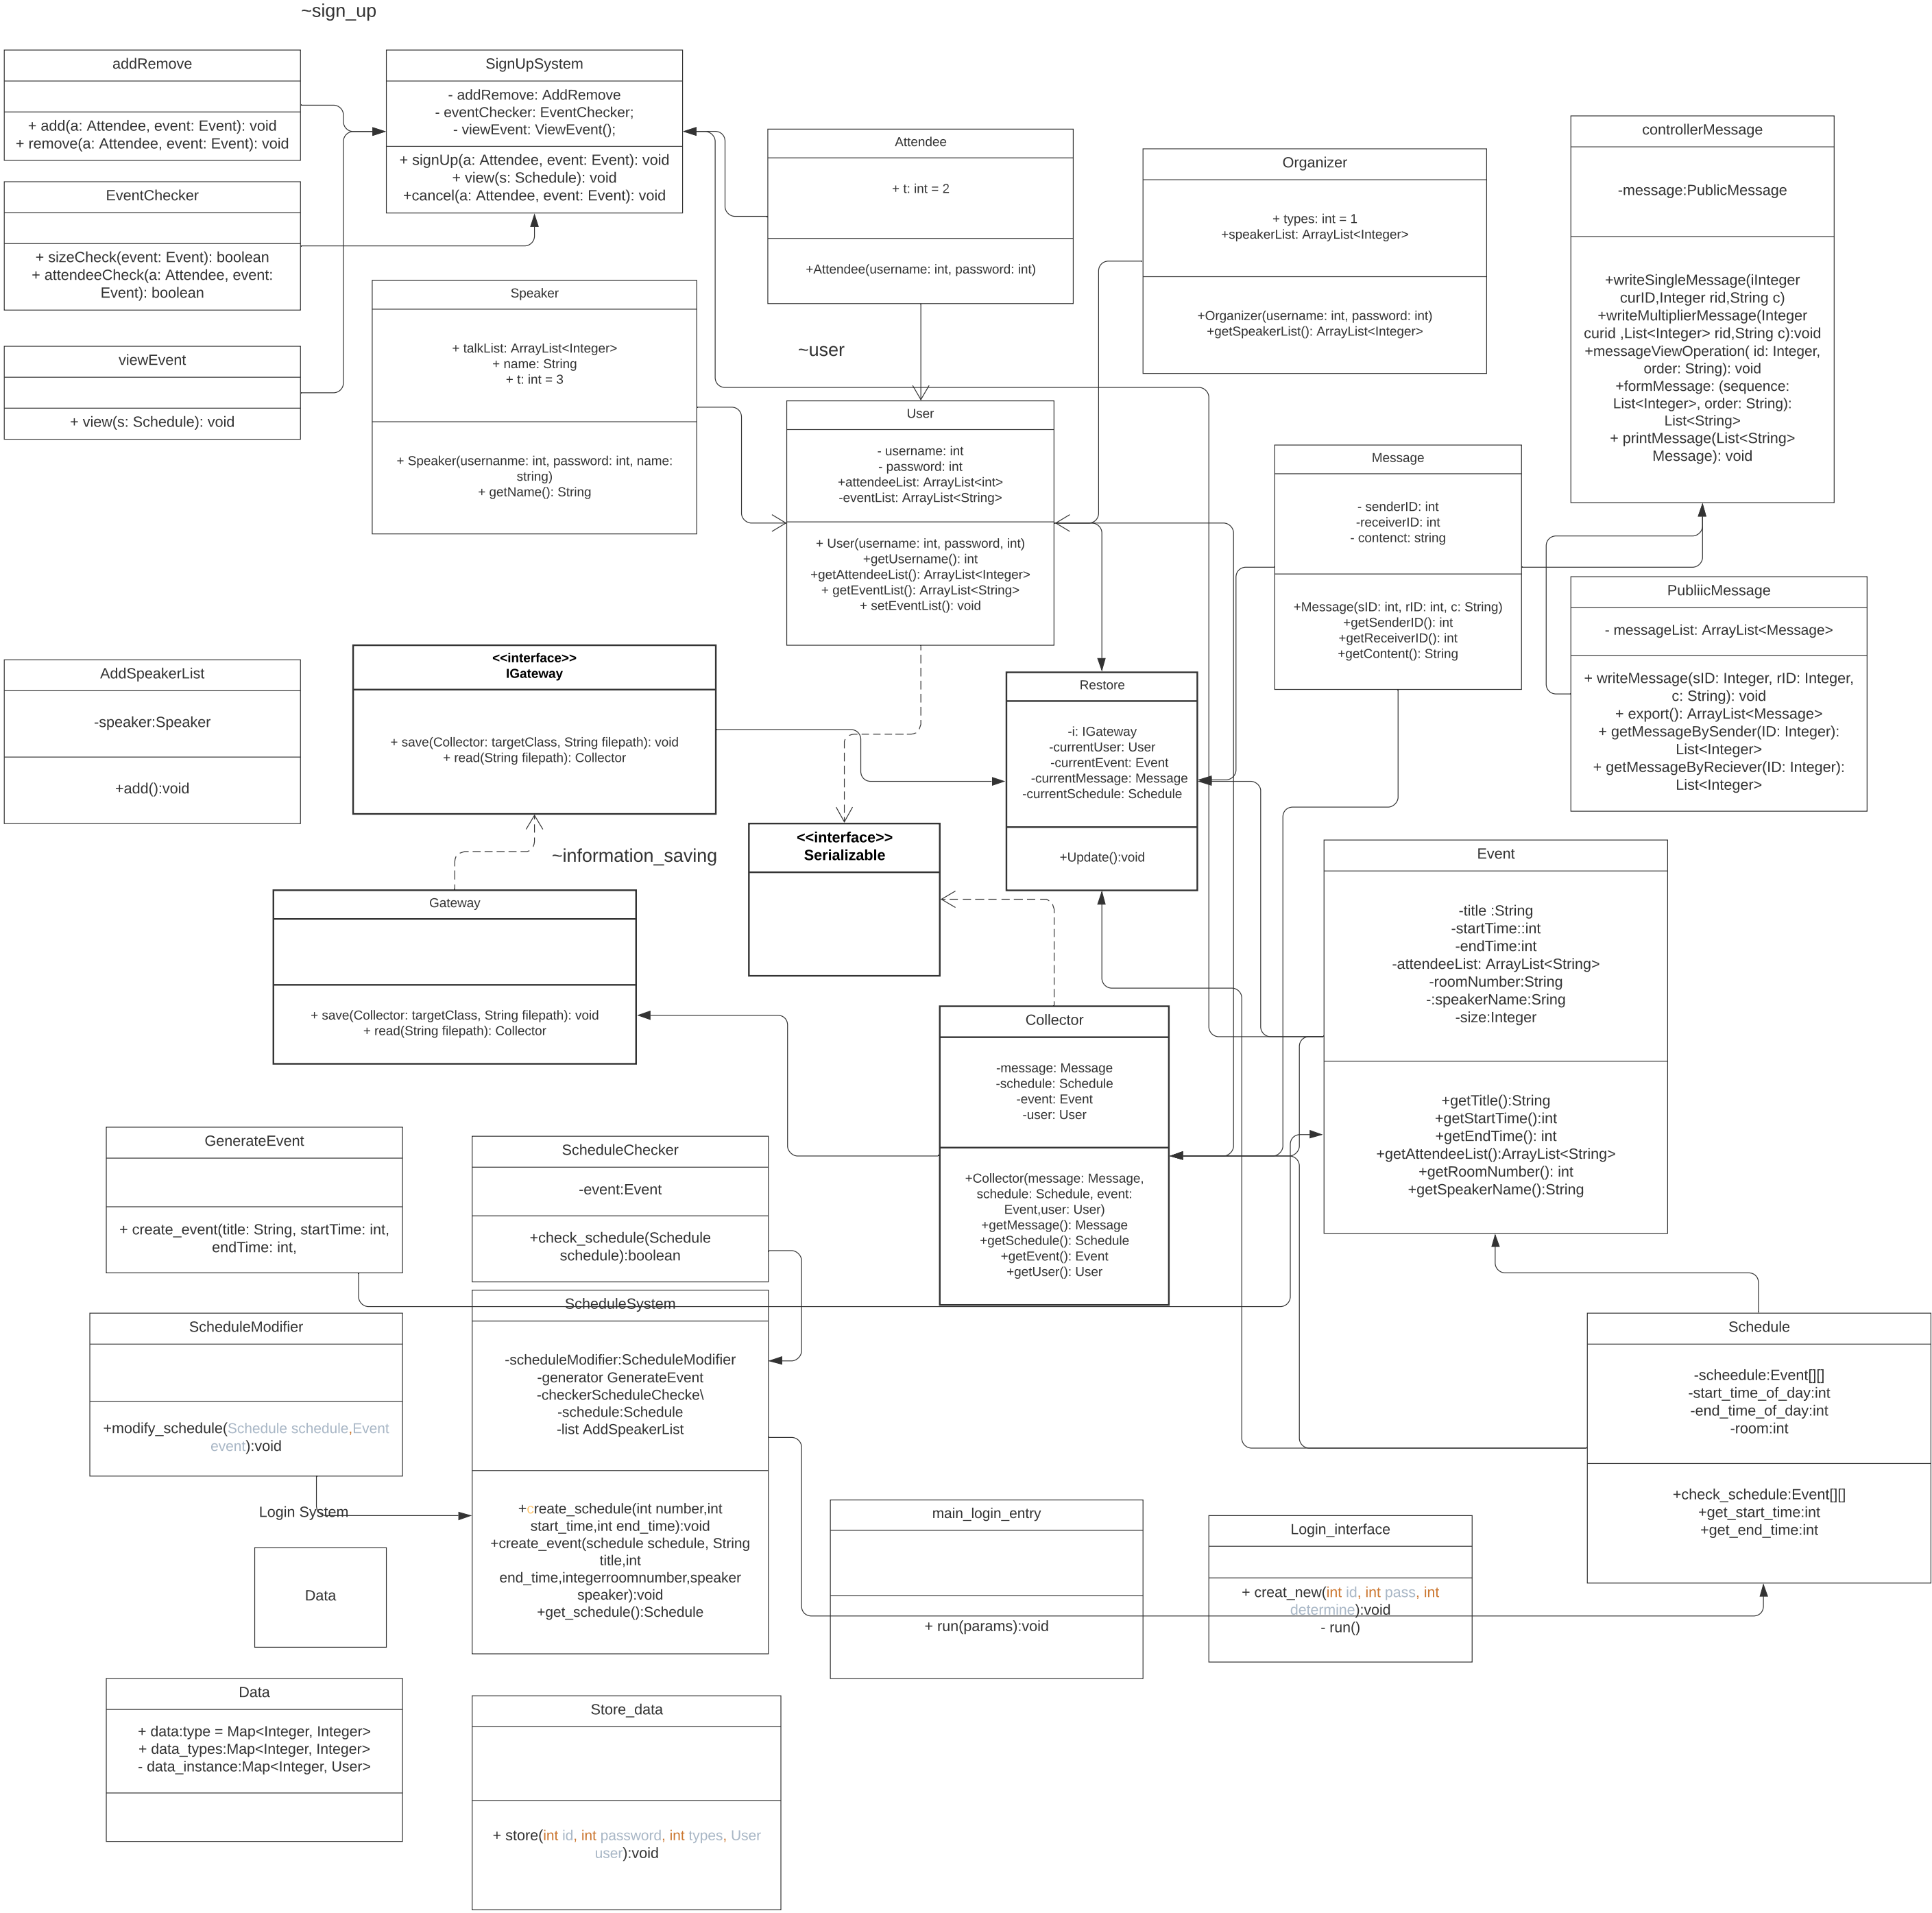 ~sign_up
addRemove
+ add(a: Attendee, event: Event): void
+ remove(a: Attendee, event: Event): void
SignUpSystem
- addRemove: AddRemove
- eventChecker: EventChecker;
- viewEvent: ViewEvent();
+ signUp(a: Attendee, event: Event): void
+ view(s: Schedule): void
+cancel(a: Attendee, event: Event): void
EventChecker
+ sizeCheck(event: Event): boolean
+ attendeeCheck(a: Attendee, event:
Event): boolean
viewEvent
+ view(s: Schedule): void
Attendee
+ t: int = 2
+Attendee(username: int, password: int)
Organizer
+ types: int = 1
+speakerList: ArrayList<Integer>
+Organizer(username: int, password: int)
+getSpeakerList(): ArrayList<Integer>
controllerMessage
-message:PublicMessage
+writeSingleMessage(iInteger
curID,Integer rid,String c)
+writeMultiplierMessage(Integer
curid ,List<Integer> rid,String c):void
+messageViewOperation( id: Integer,
order: String): void
+formMessage: (sequence:
List<Integer>, order: String):
List<String>
+ printMessage(List<String>
Message): void
Speaker
+ talkList: ArrayList<Integer>
+ name: String
+ t: int = 3
+ Speaker(usernanme: int, password: int, name:
string)
+ getName(): String
~user
User
- username: int
- password: int
+attendeeList: ArrayList<int>
-eventList: ArrayList<String>
+ User(username: int, password, int)
+getUsername(): int
+getAttendeeList(): ArrayList<Integer>
+ getEventList(): ArrayList<String>
+ setEventList(): void
Message
- senderID: int
-receiverID: int
- contenct: string
+Message(sID: int, rID: int, c: String)
+getSenderID(): int
+getReceiverID(): int
+getContent(): String
PubliicMessage
- messageList: ArrayList<Message>
+ writeMessage(sID: Integer, rID: Integer,
c: String): void
+ export(): ArrayList<Message>
+ getMessageBySender(ID: Integer):
List<Integer>
+ getMessageByReciever(ID: Integer):
List<Integer>
AddSpeakerList
-speaker:Speaker
+add():void
<<interface>>
IGateway
+ save(Collector: targetClass, String filepath): void
+ read(String filepath): Collector
Restore
-i: IGateway
-currentUser: User
-currentEvent: Event
-currentMessage: Message
-currentSchedule: Schedule
+Update():void
~information_saving
<<interface>>
Serializable
Gateway
+ save(Collector: targetClass, String filepath): void
+ read(String filepath): Collector
Event
-title :String
-startTime::int
-endTime:int
-attendeeList: ArrayList<String>
-roomNumber:String
-:speakerName:Sring
-size:Integer
+getTitle():String
+getStartTime():int
+getEndTime(): int
+getAttendeeList():ArrayList<String>
+getRoomNumber(): int
+getSpeakerName():String
Collector
-message: Message
-schedule: Schedule
-event: Event
-user: User
+Collector(message: Message,
schedule: Schedule, event:
Event,user: User)
+getMessage(): Message
+getSchedule(): Schedule
+getEvent(): Event
+getUser(): User
GenerateEvent
+ create_event(title: String, startTime: int,
endTime: int,
ScheduleChecker
-event:Event
+check_schedule(Schedule
schedule):boolean
ScheduleModifier
+modify_schedule(Schedule schedule,Event
event):void
ScheduleSystem
-scheduleModifier:ScheduleModifier
-generator GenerateEvent
-checkerScheduleChecke\
-schedule:Schedule
-list AddSpeakerList
+create_schedule(int number,int
start_time,int end_time):void
+create_event(schedule schedule, String
title,int
end_time,integerroomnumber,speaker
speaker):void
+get_schedule():Schedule
Schedule
-scheedule:Event[][]
-start_time_of_day:int
-end_time_of_day:int
-room:int
+check_schedule:Event[][]
+get_start_time:int
+get_end_time:int
Login System
Data
main_login_entry
+ run(params):void
Login_interface
+ creat_new(int id, int pass, int
determine):void
- run()
Data
+ data:type = Map<Integer, Integer>
+ data_types:Map<Integer, Integer>
- data_instance:Map<Integer, User>
Store_data
+ store(int id, int password, int types, User
user):void